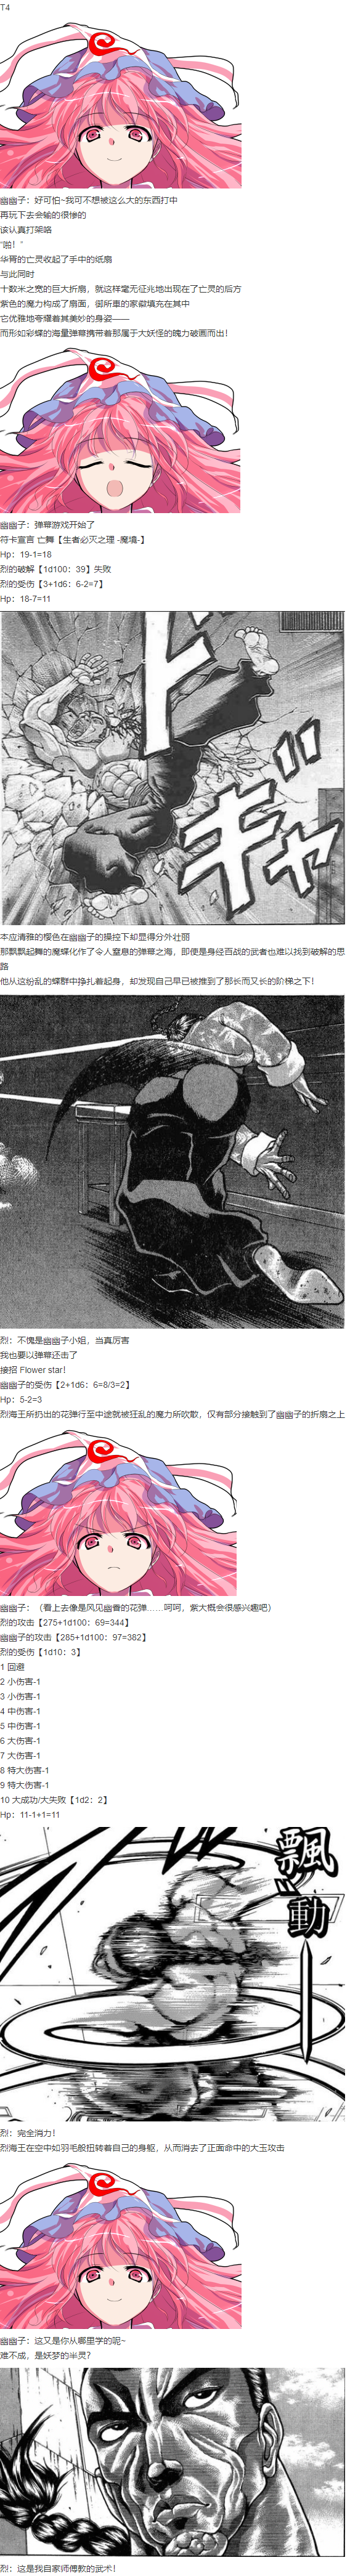 T4
幽幽子：好可怕~我可不想被这么大的东西打中
再玩下去会输的很惨的
该认真打架咯
“啪！”
华胥的亡灵收起了手中的纸扇
与此同时
十数米之宽的巨大折扇，就这样毫无征兆地出现在了亡灵的后方
紫色的魔力构成了扇面，御所車的家徽填充在其中
它优雅地夸耀着其美妙的身姿——
而形如彩蝶的海量弹幕携带着那属于大妖怪的魄力破画而出！
幽幽子：弹幕游戏开始了
符卡宣言 亡舞【生者必灭之理 -魔境-】
Hp：19-1=18
烈的破解【1d100：39】失败
烈的受伤【3+1d6：6-2=7】
Hp：18-7=11
ド
ギャ
本应清雅的樱色在幽幽子的操控下却显得分外壮丽
那飘飘起舞的魔蝶化作了令人窒息的弹幕之海，即便是身经百战的武者也难以找到破解的思
路
他从这纷乱的蝶群中挣扎着起身，却发现自己早已被推到了那长而又长的阶梯之下！
烈：不愧是幽幽子小姐，当真厉害
我也要以弹幕还击了
接招 Flower star！
幽幽子的受伤【2+1d6：6=8/3=2】
Hp：5-2=3
烈海王所扔出的花弹行至中途就被狂乱的魔力所吹散，仅有部分接触到了幽幽子的折扇之上
幽幽子：（看上去像是风见幽香的花弹……呵呵，紫大概会很感兴趣吧）
烈的攻击【275+1d100：69=344】
幽幽子的攻击【285+1d100：97=382】
烈的受伤【1d10：3】
1 回避
2 小伤害-1
3 小伤害-1
4 中伤害-1
5 中伤害-1
6 大伤害-1
7 大伤害-1
8 特大伤害-1
9 特大伤害-1
10 大成功/大失败【1d2：2】
Hp：11-1+1=11
飄動
烈：完全消力！
烈海王在空中如羽毛般扭转着自己的身躯，从而消去了正面命中的大玉攻击
幽幽子：这又是你从哪里学的呢~
难不成，是妖梦的半灵？
烈：这是我自家师傅教的武术！